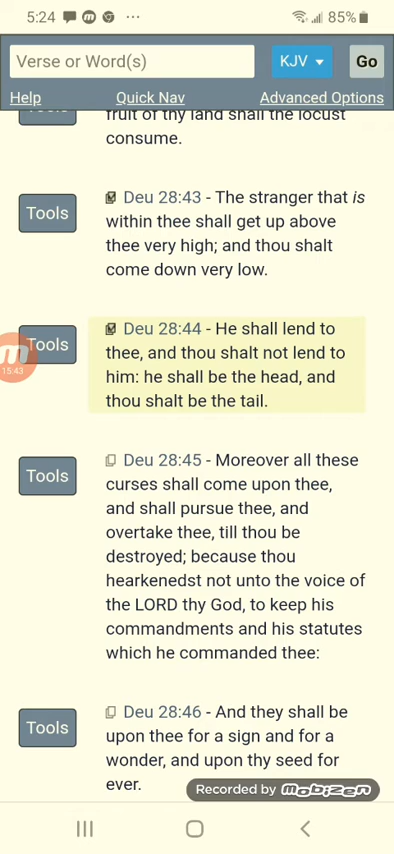 5:24 85%
Verse or Word(s) KJV Go
Help Quick Nav Advanced Options
Tools fruit of thy land shall the locust
consume.
Deu 28:43 - The stranger that is
Tools within thee shall get up above
thee very high; and thou shalt
come down very low.
Deu 28:44 - He shall lend to
Tools thee, and thou shalt not lend to
15:43 him: he shall be the head, and
thou shalt be the tail.
Deu 28:45 - Moreover all these
Tools curses shall come upon thee,
and shall pursue thee, and
overtake thee, till thou be
destroyed; because thou
hearkenedst not unto the voice of
the LORD thy God, to keep his
commandments and his statutes
which he commanded thee:
Deu 28:46 - And they shall be
Tools upon thee for a sign and for a
wonder, and upon thy seed for
ever.
Recorded by mobizen